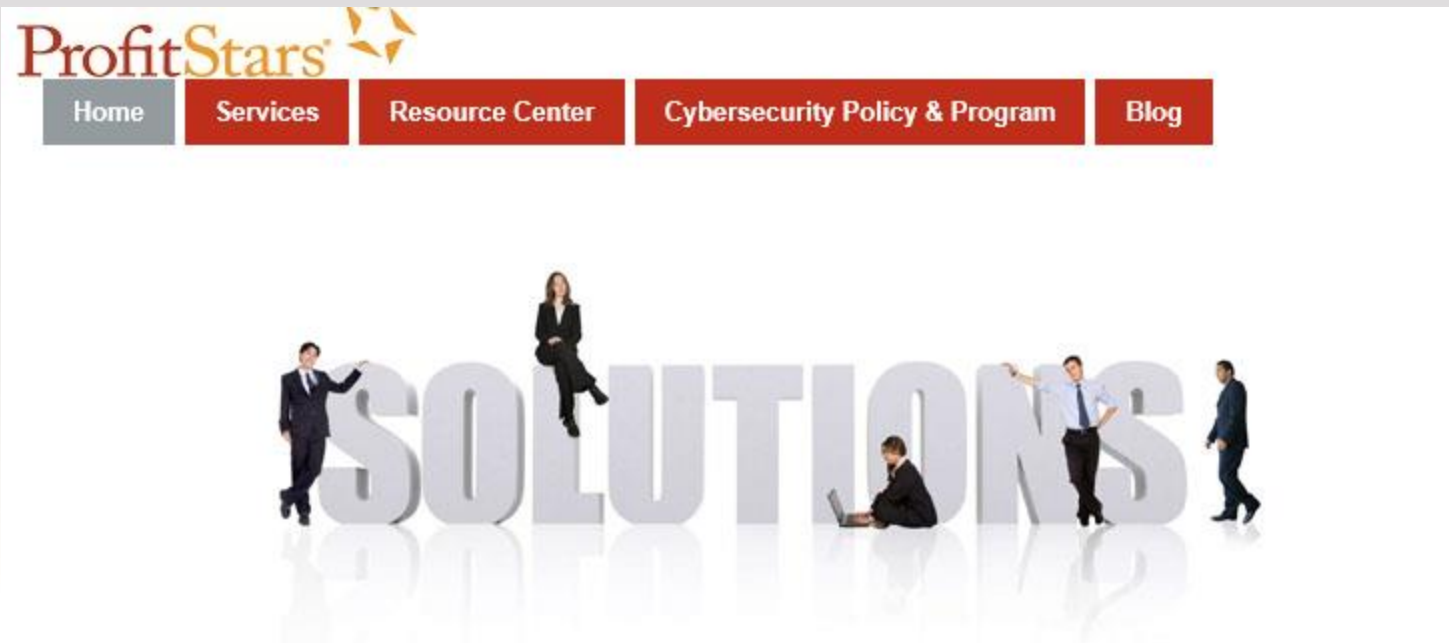 ProfitStars®
Home Services Resource Center Cybersecurity Policy & Program Blog
SOLUTIONS